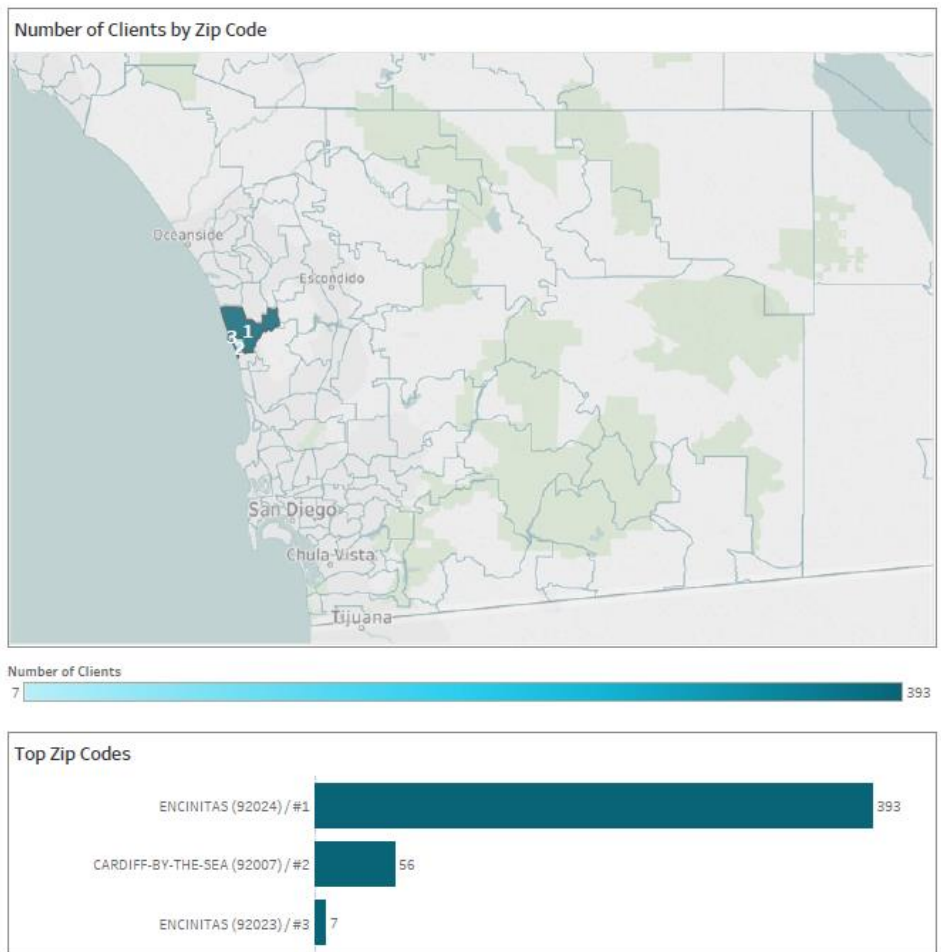 Number of Clients by Zip Code
Oceanside
Escondido
1
3
2
San Diego
Chula Vista
Tijuana
Number of Clients
7 393
Top Zip Codes
ENCINITAS (92024) / #1 393
CARDIFF-BY-THE-SEA (92007) / #2 56
ENCINITAS (92023) / #3 7